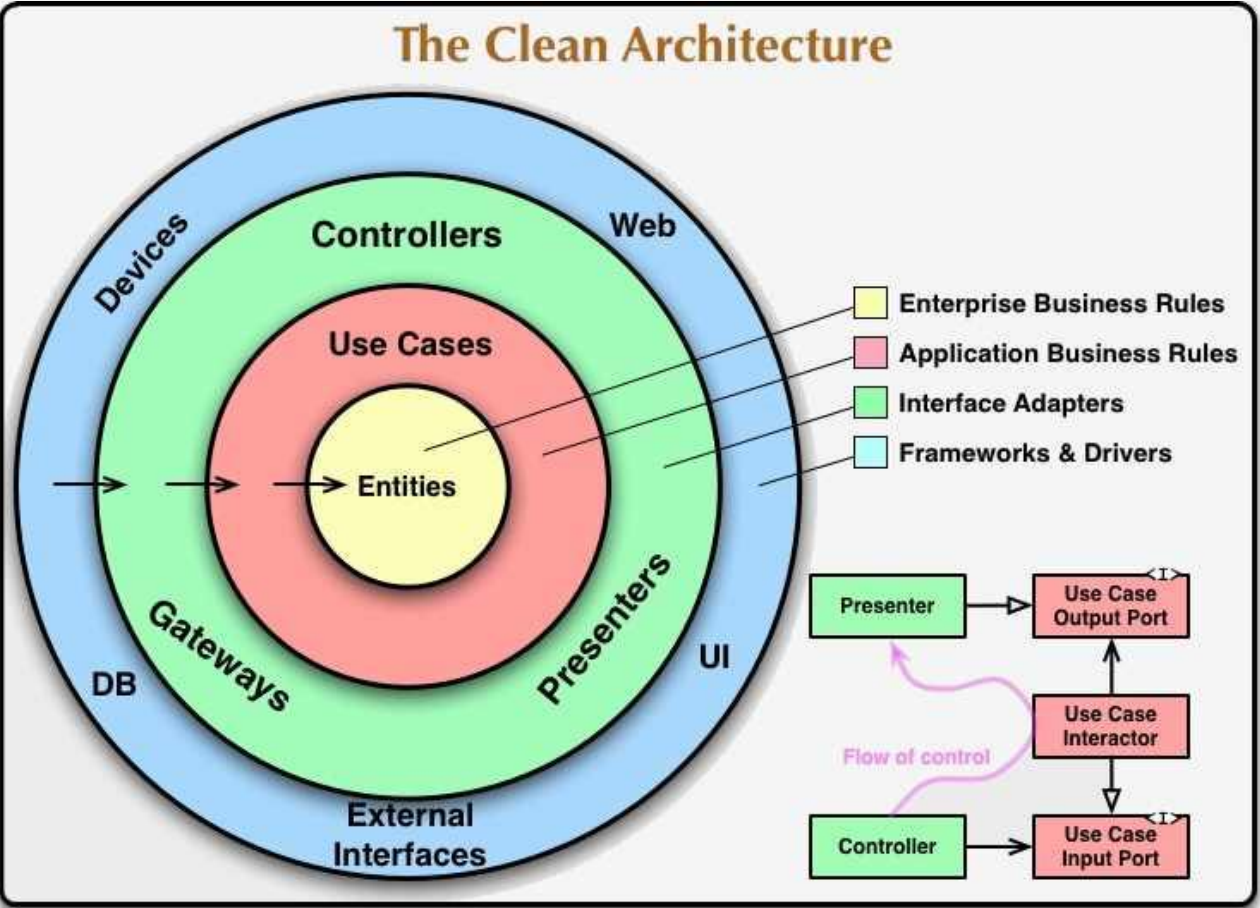 The Clean Architecture
Devices
Controllers
Web
Use Cases
Entities
Gateways
Presenters
DB
UI
External
Interfaces
Enterprise Business Rules
Application Business Rules
Interface Adapters
Frameworks & Drivers
Presenter
<I>
Use Case
Output Port
Use Case
Interactor
Flow of control
Controller
<I>
Use Case
Input Port